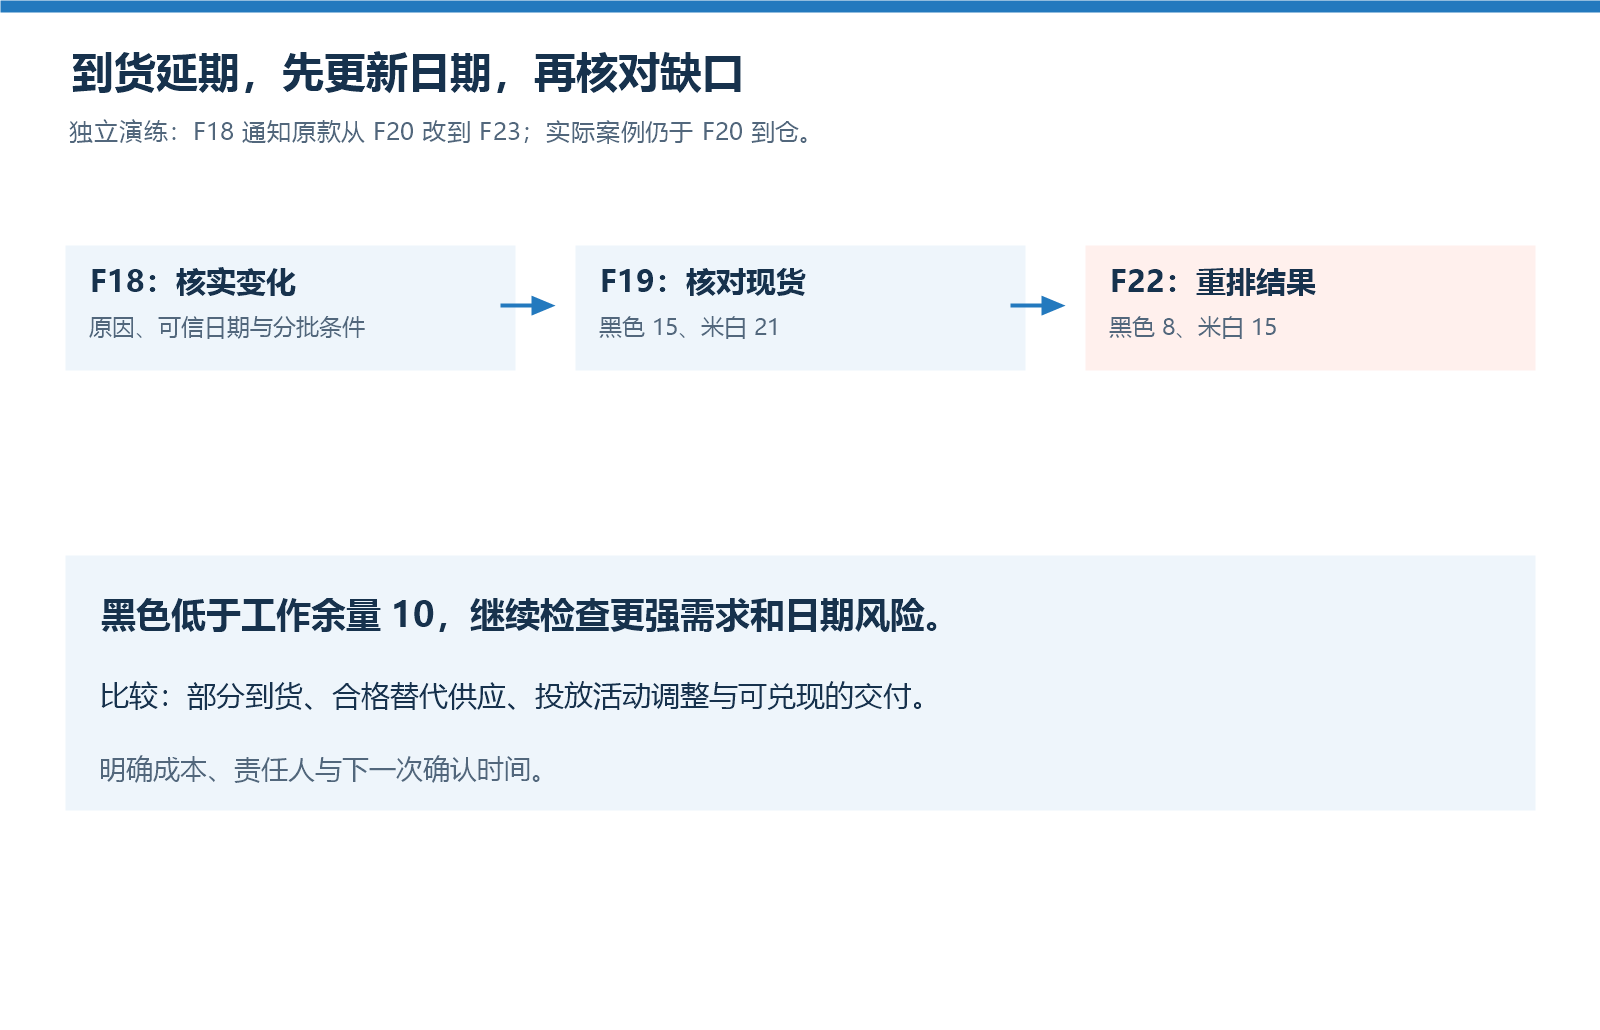 到货延期，先更新日期，再核对缺口
独立演练：F18 通知原款从 F20 改到 F23；实际案例仍于 F20 到仓。
F18：核实变化
原因、可信日期与分批条件
F19：核对现货
黑色 15、米白 21
F22：重排结果
黑色 8、米白 15
黑色低于工作余量 10，继续检查更强需求和日期风险。
比较：部分到货、合格替代供应、投放活动调整与可兑现的交付。
明确成本、责任人与下一次确认时间。